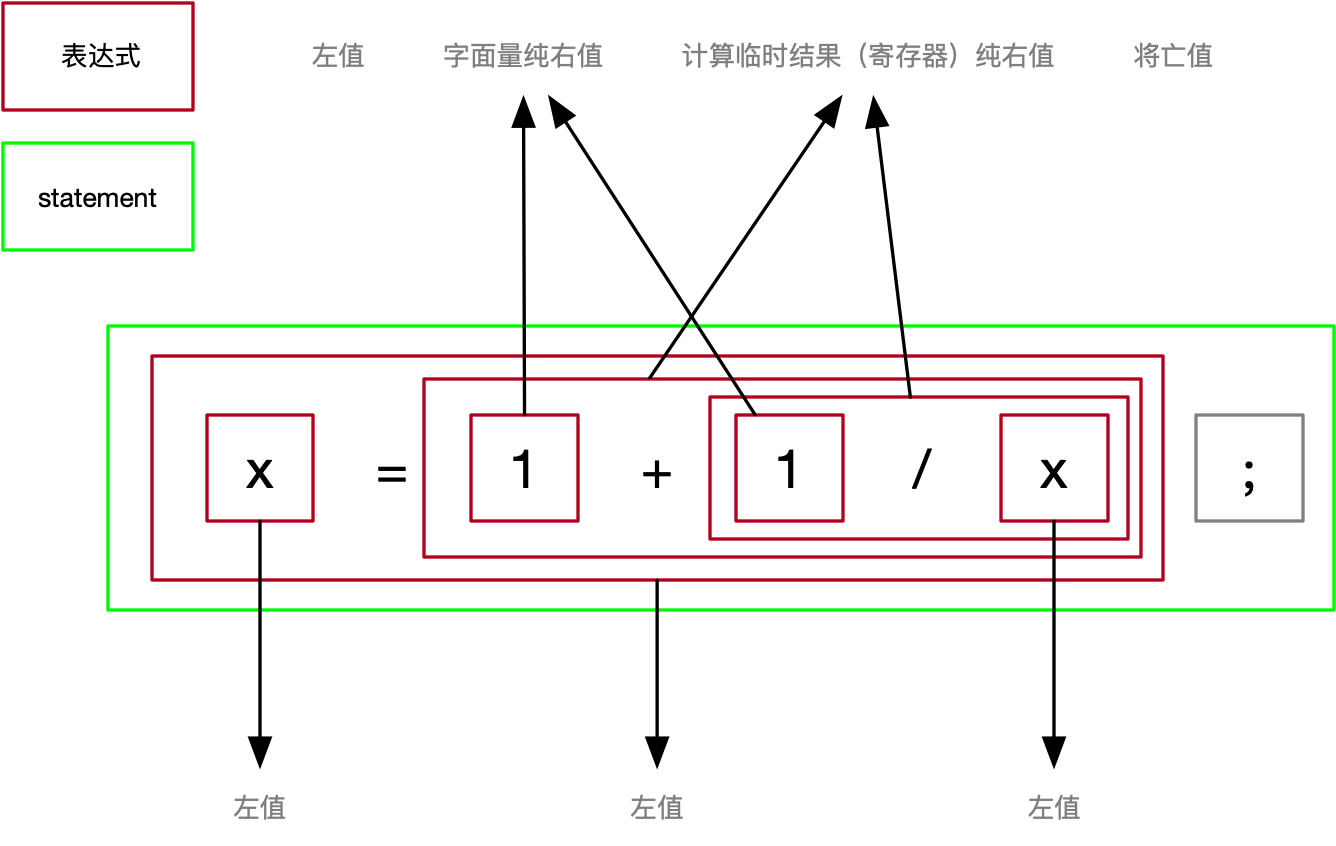 表达式
左值 字面量纯右值 计算临时结果（寄存器）纯右值 将亡值
statement
x = 1 + 1 / x ;
左值 左值 左值